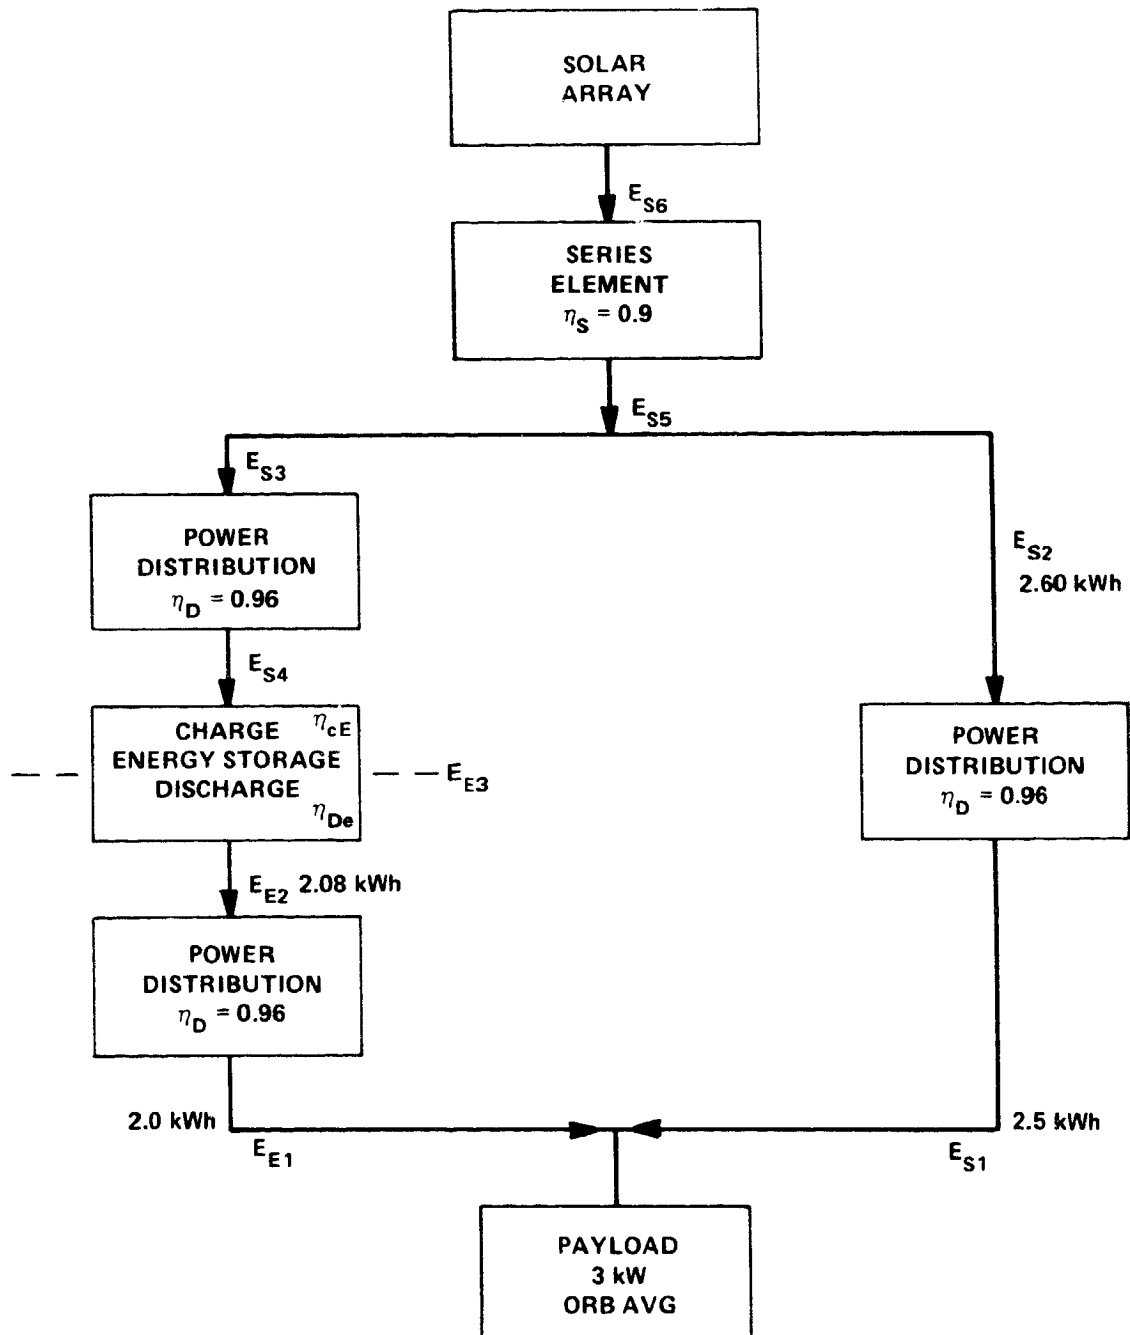 SOLAR
ARRAY
E_S6
SERIES
ELEMENT
η_S = 0.9
E_S5
E_S3
POWER
DISTRIBUTION
η_D = 0.96
E_S2
2.60 kWh
E_S4
CHARGE η_cE
ENERGY STORAGE
DISCHARGE
η_De
E_E3
POWER
DISTRIBUTION
η_D = 0.96
E_E2 2.08 kWh
POWER
DISTRIBUTION
η_D = 0.96
2.0 kWh
E_E1
2.5 kWh
E_S1
PAYLOAD
3 kW
ORB AVG